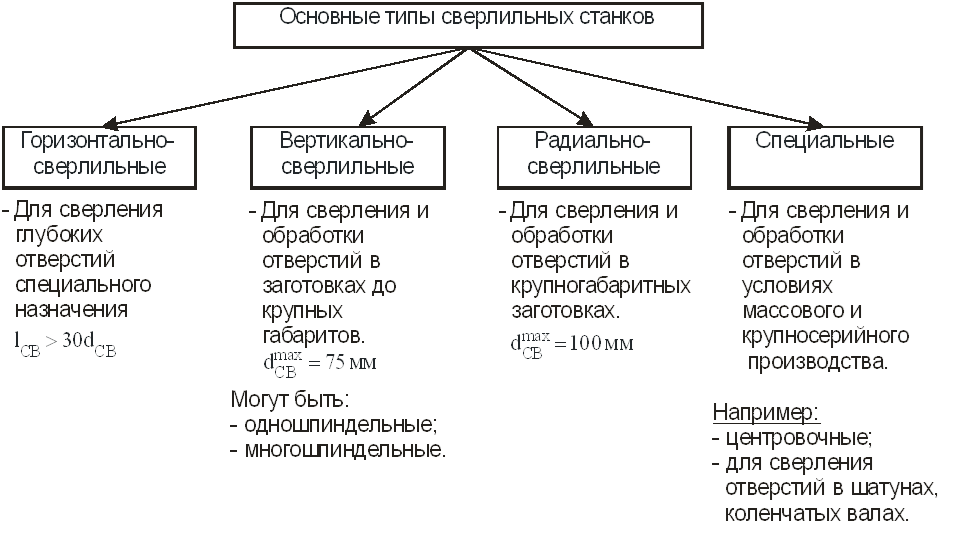 Основные типы сверлильных станков
Горизонтально-
сверлильные
- Для сверления
глубоких
отверстий
специального
назначения
lСВ > 30dСВ
Вертикально-
сверлильные
- Для сверления и
обработки
отверстий в
заготовках до
крупных
габаритов.
dСВmax = 75 мм
Могут быть:
- одношпиндельные;
- многошпиндельные.
Радиально-
сверлильные
- Для сверления и
обработки
отверстий в
крупногабаритных
заготовках.
dСВmax = 100 мм
Специальные
- Для сверления и
обработки
отверстий в
условиях
массового и
крупносерийного
производства.
Например:
- центровочные;
- для сверления
отверстий в шатунах,
коленчатых валах.